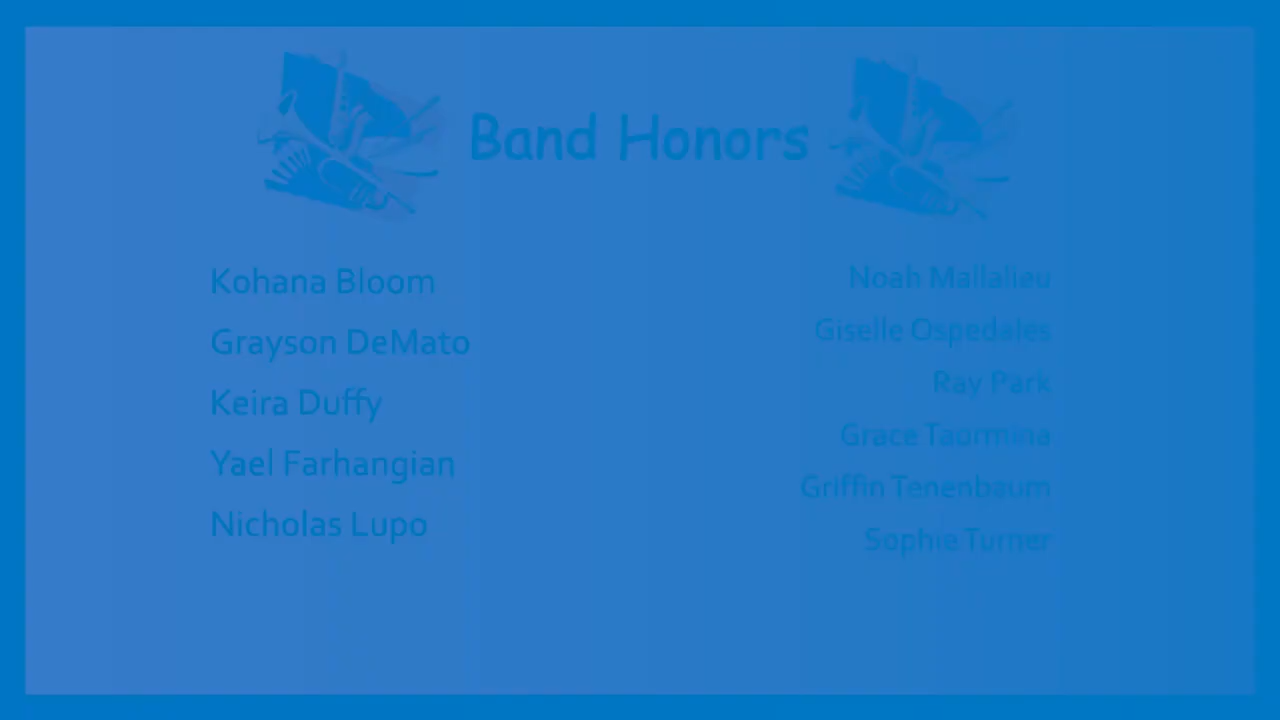 Band Honors
Kohana Bloom
Grayson DeMato
Keira Duffy
Yael Farhangian
Nicholas Lupo
Noah Mallalieu
Giselle Ospedales
Ray Park
Grace Taormina
Griffin Tenenbaum
Sophie Turner